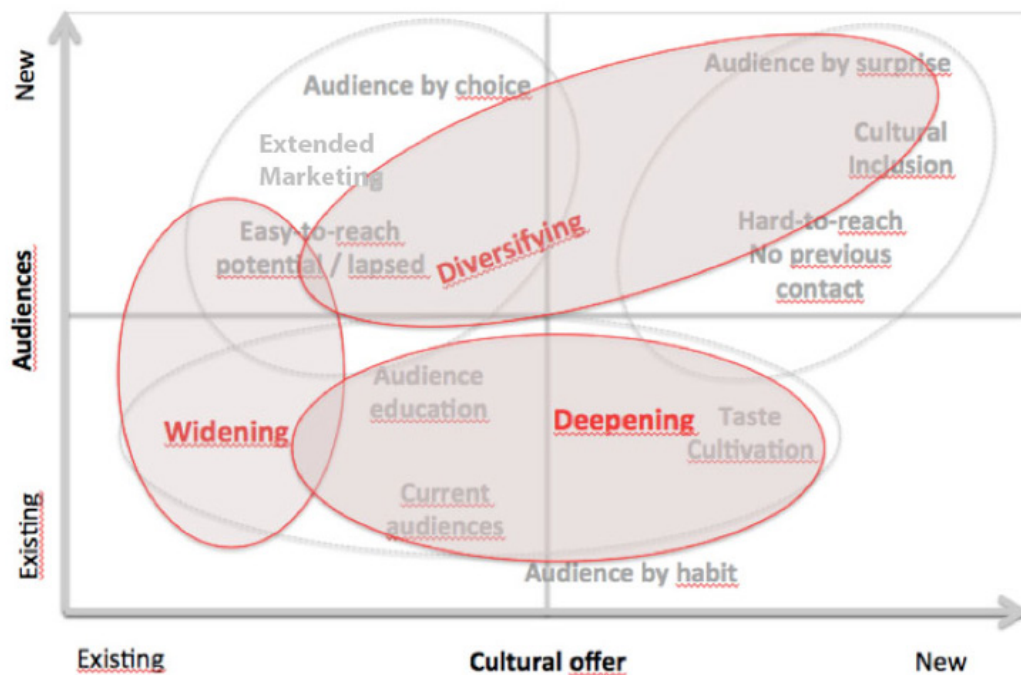 New
Audience by choice
Audience by surprise
Extended
Marketing
Cultural
Inclusion
Easy-to-reach
potential / lapsed
Diversifying
Hard-to-reach
No previous
contact
Audiences
Audience
education
Widening
Deepening
Taste
Cultivation
Current
audiences
Existing
Audience by habit
Existing
Cultural offer
New